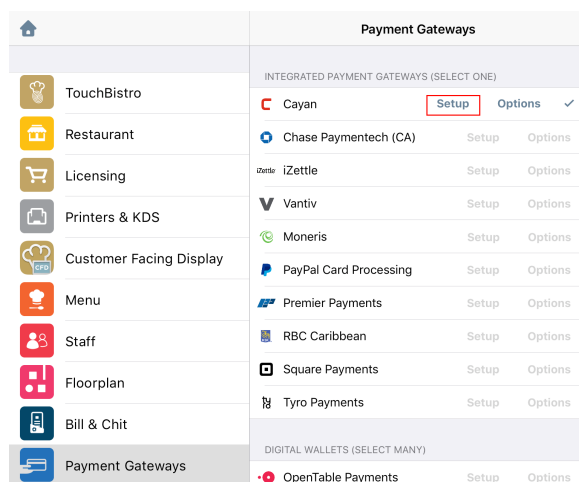 Payment Gateways
TouchBistro
Restaurant
Licensing
Printers & KDS
CFD
Customer Facing Display
Menu
Staff
Floorplan
Bill & Chit
Payment Gateways
INTEGRATED PAYMENT GATEWAYS (SELECT ONE)
Cayan Setup Options
Chase Paymentech (CA) Setup Options
iZettle iZettle Setup Options
Vantiv Setup Options
Moneris Setup Options
PayPal Card Processing Setup Options
Premier Payments Setup Options
RBC Caribbean Setup Options
Square Payments Setup Options
Tyro Payments Setup Options
DIGITAL WALLETS (SELECT MANY)
OpenTable Payments Setup Options